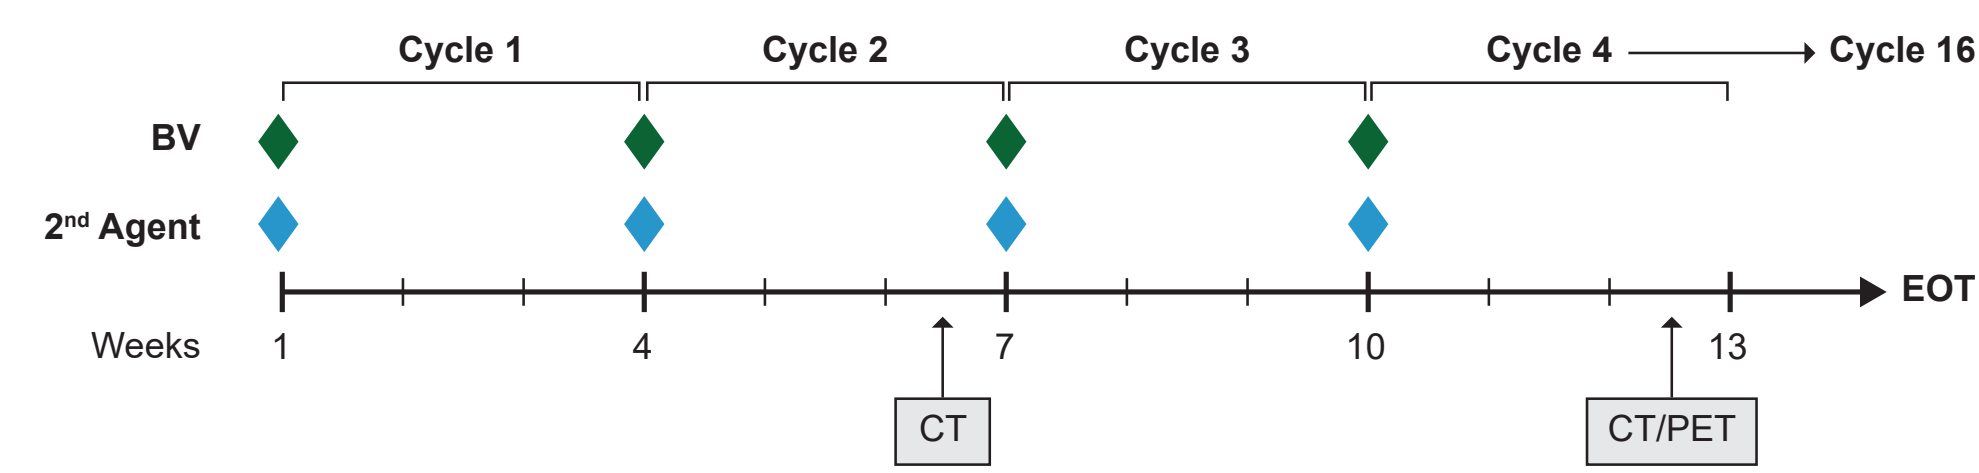 Cycle 1 Cycle 2 Cycle 3 Cycle 4 Cycle 16
BV
2nd Agent
EOT
Weeks 1 4 7 10 13
CT CT/PET